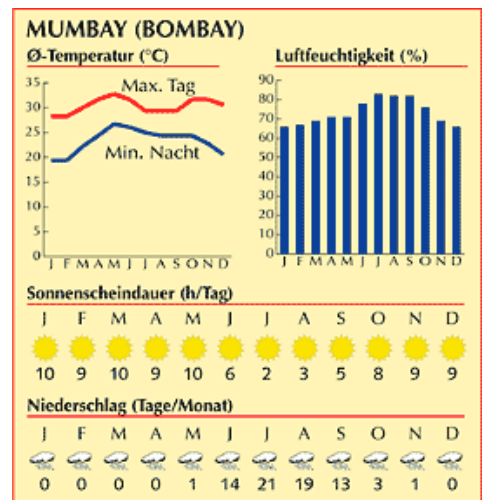 MUMBAY (BOMBAY)
Ø-Temperatur (°C)
35
30
25
20
15
10
5
0
Max. Tag
Min. Nacht
J F M A M J J A S O N D
Luftfeuchtigkeit (%)
90
80
70
60
50
40
30
20
10
0
J F M A M J J A S O N D
Sonnenscheindauer (h/Tag)
J F M A M J J A S O N D
10 9 10 9 10 6 2 3 5 8 9 9
Niederschlag (Tage/Monat)
J F M A M J J A S O N D
0 0 0 0 1 14 21 19 13 3 1 0